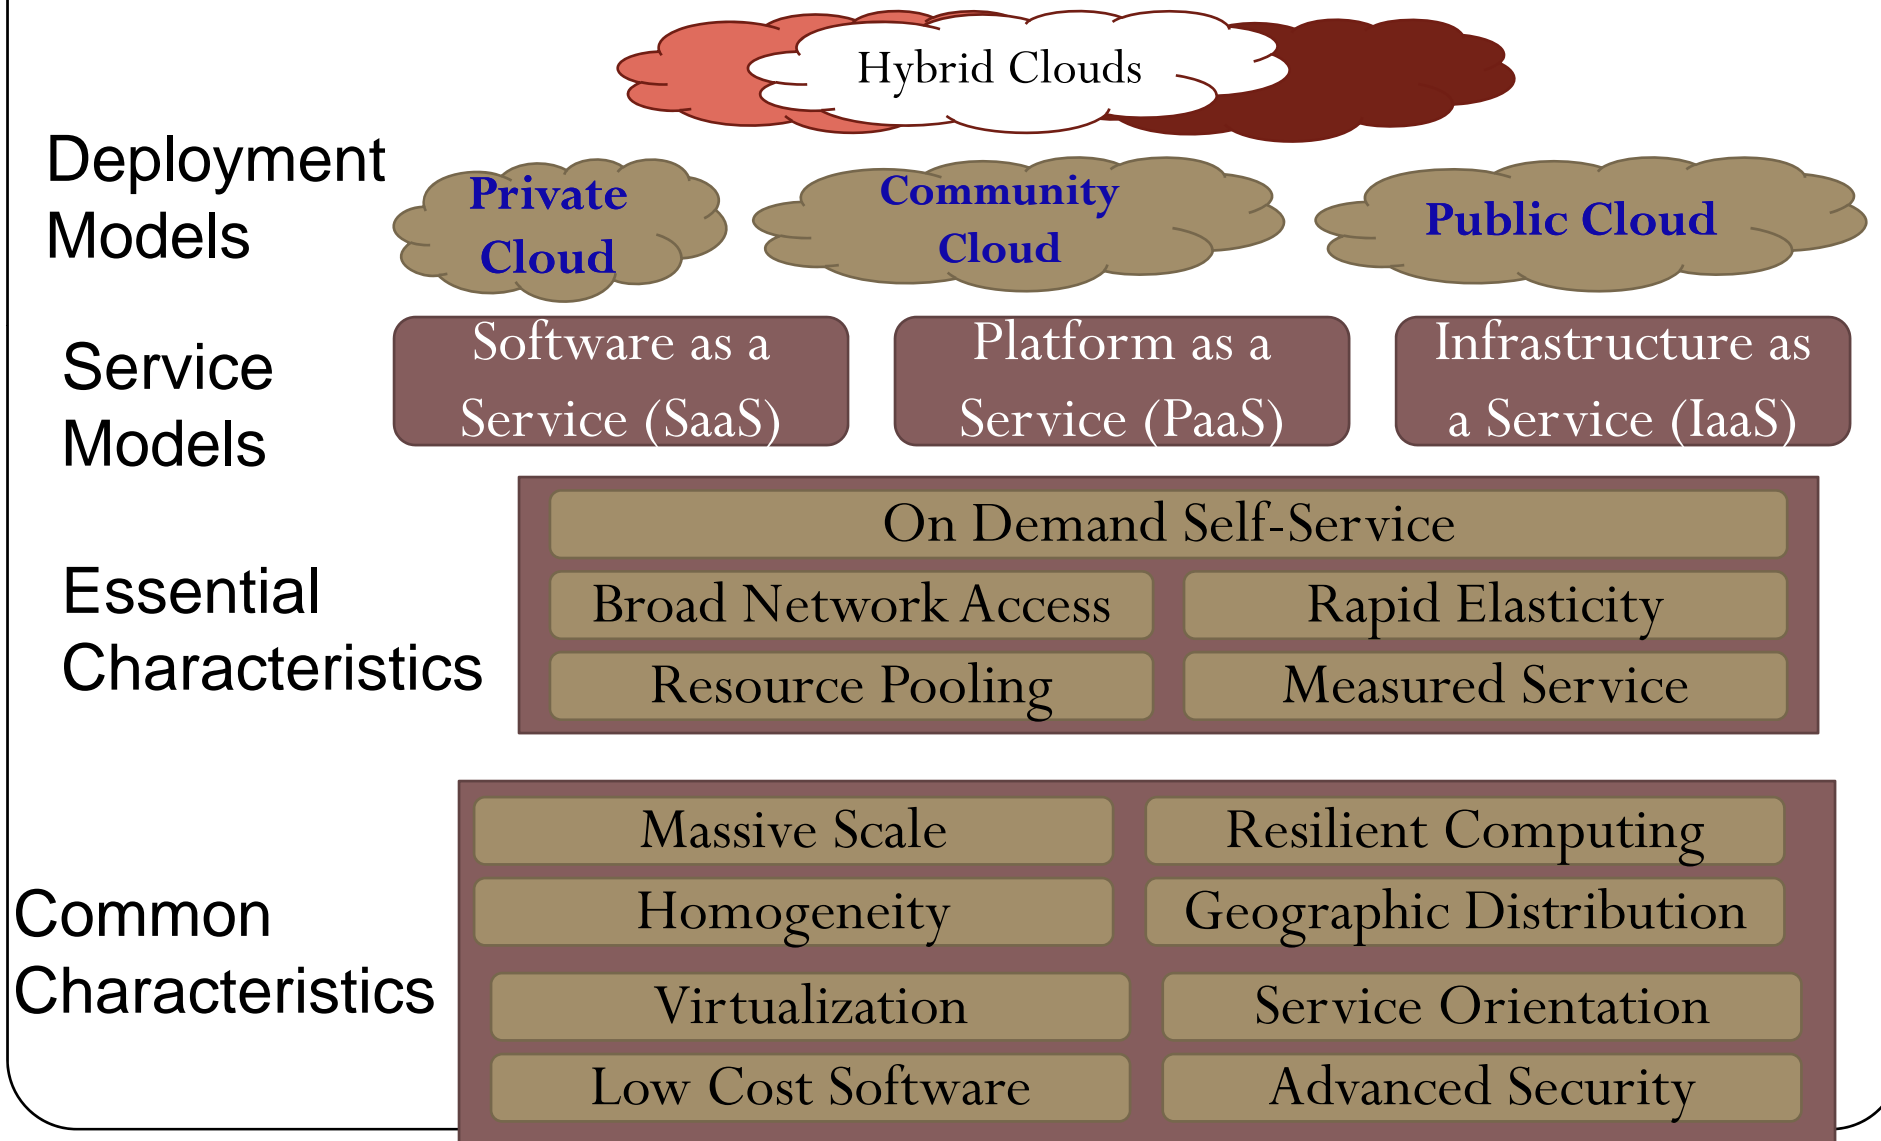 Hybrid Clouds
Deployment
Models
Private
Cloud
Community
Cloud
Public Cloud
Service
Models
Software as a
Service (SaaS)
Platform as a
Service (PaaS)
Infrastructure as
a Service (IaaS)
Essential
Characteristics
On Demand Self-Service
Broad Network Access
Rapid Elasticity
Resource Pooling
Measured Service
Common
Characteristics
Massive Scale
Resilient Computing
Homogeneity
Geographic Distribution
Virtualization
Service Orientation
Low Cost Software
Advanced Security